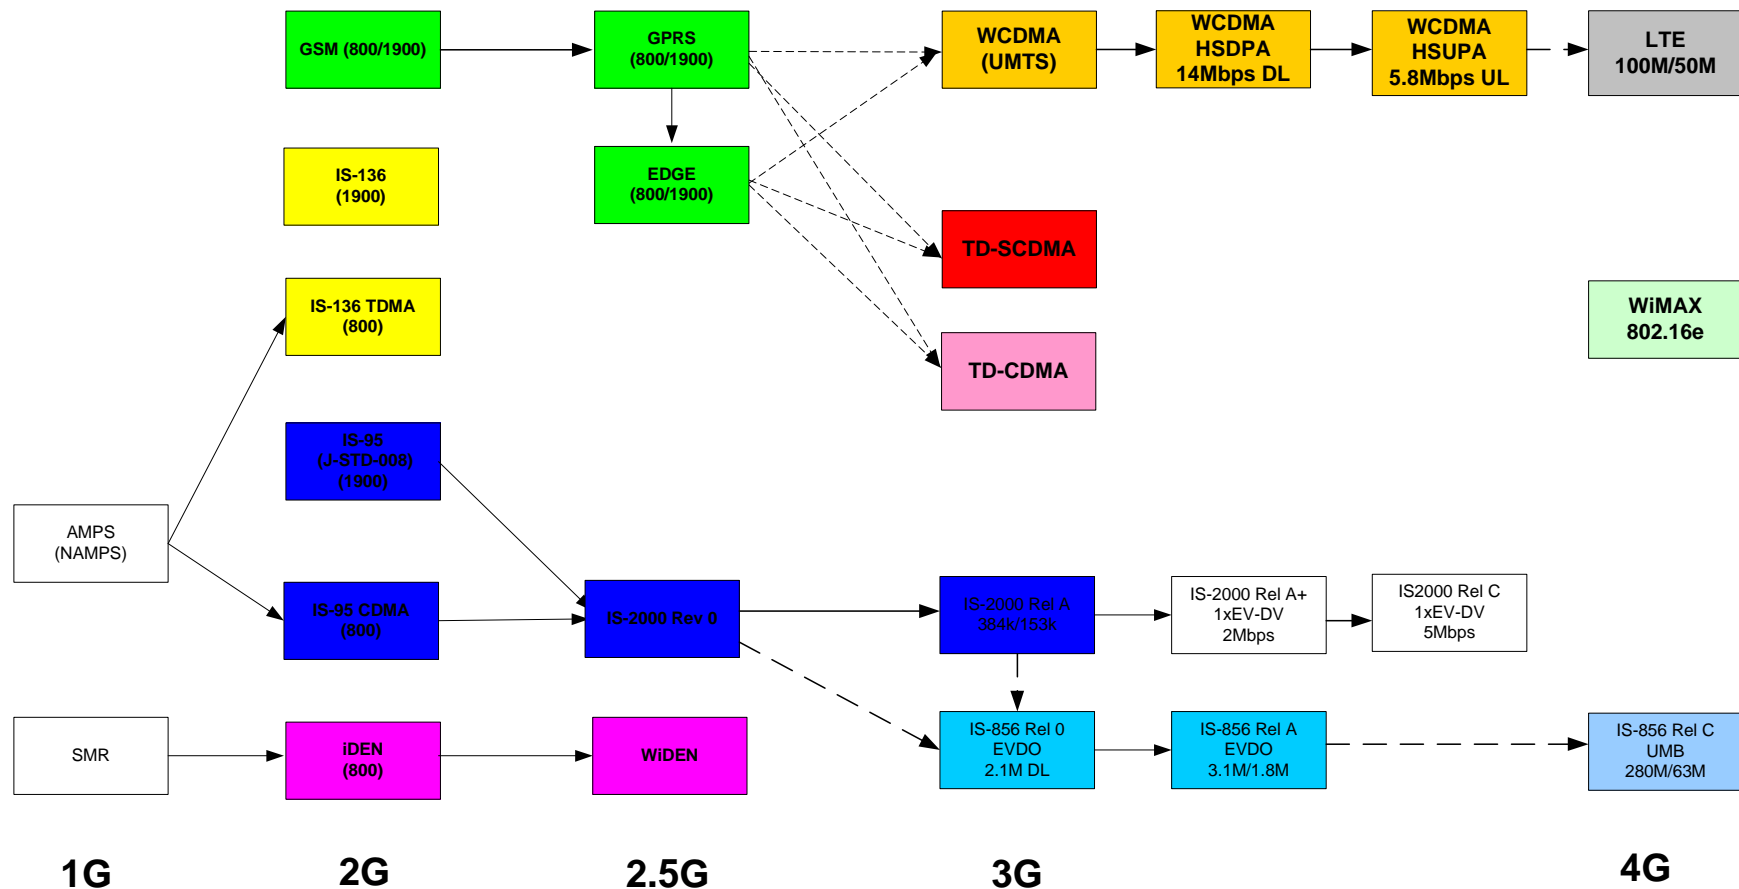 GSM (800/1900)
GPRS
(800/1900)
WCDMA
(UMTS)
WCDMA
HSDPA
14Mbps DL
WCDMA
HSUPA
5.8Mbps UL
LTE
100M/50M
IS-136
(1900)
EDGE
(800/1900)
TD-SCDMA
IS-136 TDMA
(800)
TD-CDMA
WiMAX
802.16e
IS-95
(J-STD-008)
(1900)
AMPS
(NAMPS)
IS-95 CDMA
(800)
IS-2000 Rev 0
IS-2000 Rel A
384k/153k
IS-2000 Rel A+
1xEV-DV
2Mbps
IS2000 Rel C
1xEV-DV
5Mbps
SMR
iDEN
(800)
WiDEN
IS-856 Rel 0
EVDO
2.1M DL
IS-856 Rel A
EVDO
3.1M/1.8M
IS-856 Rel C
UMB
280M/63M
1G
2G
2.5G
3G
4G